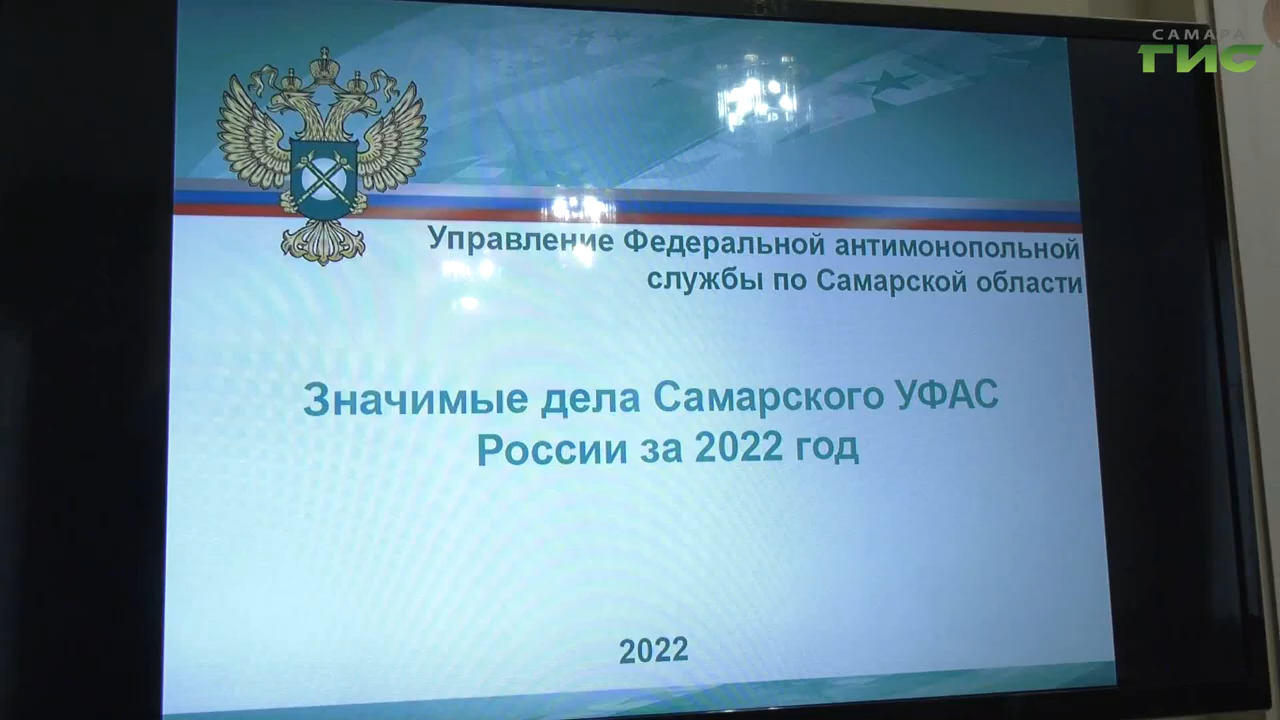 САМАРА
ГИС
Управление Федеральной антимонопольной
службы по Самарской области
Значимые дела Самарского УФАС
России за 2022 год
2022